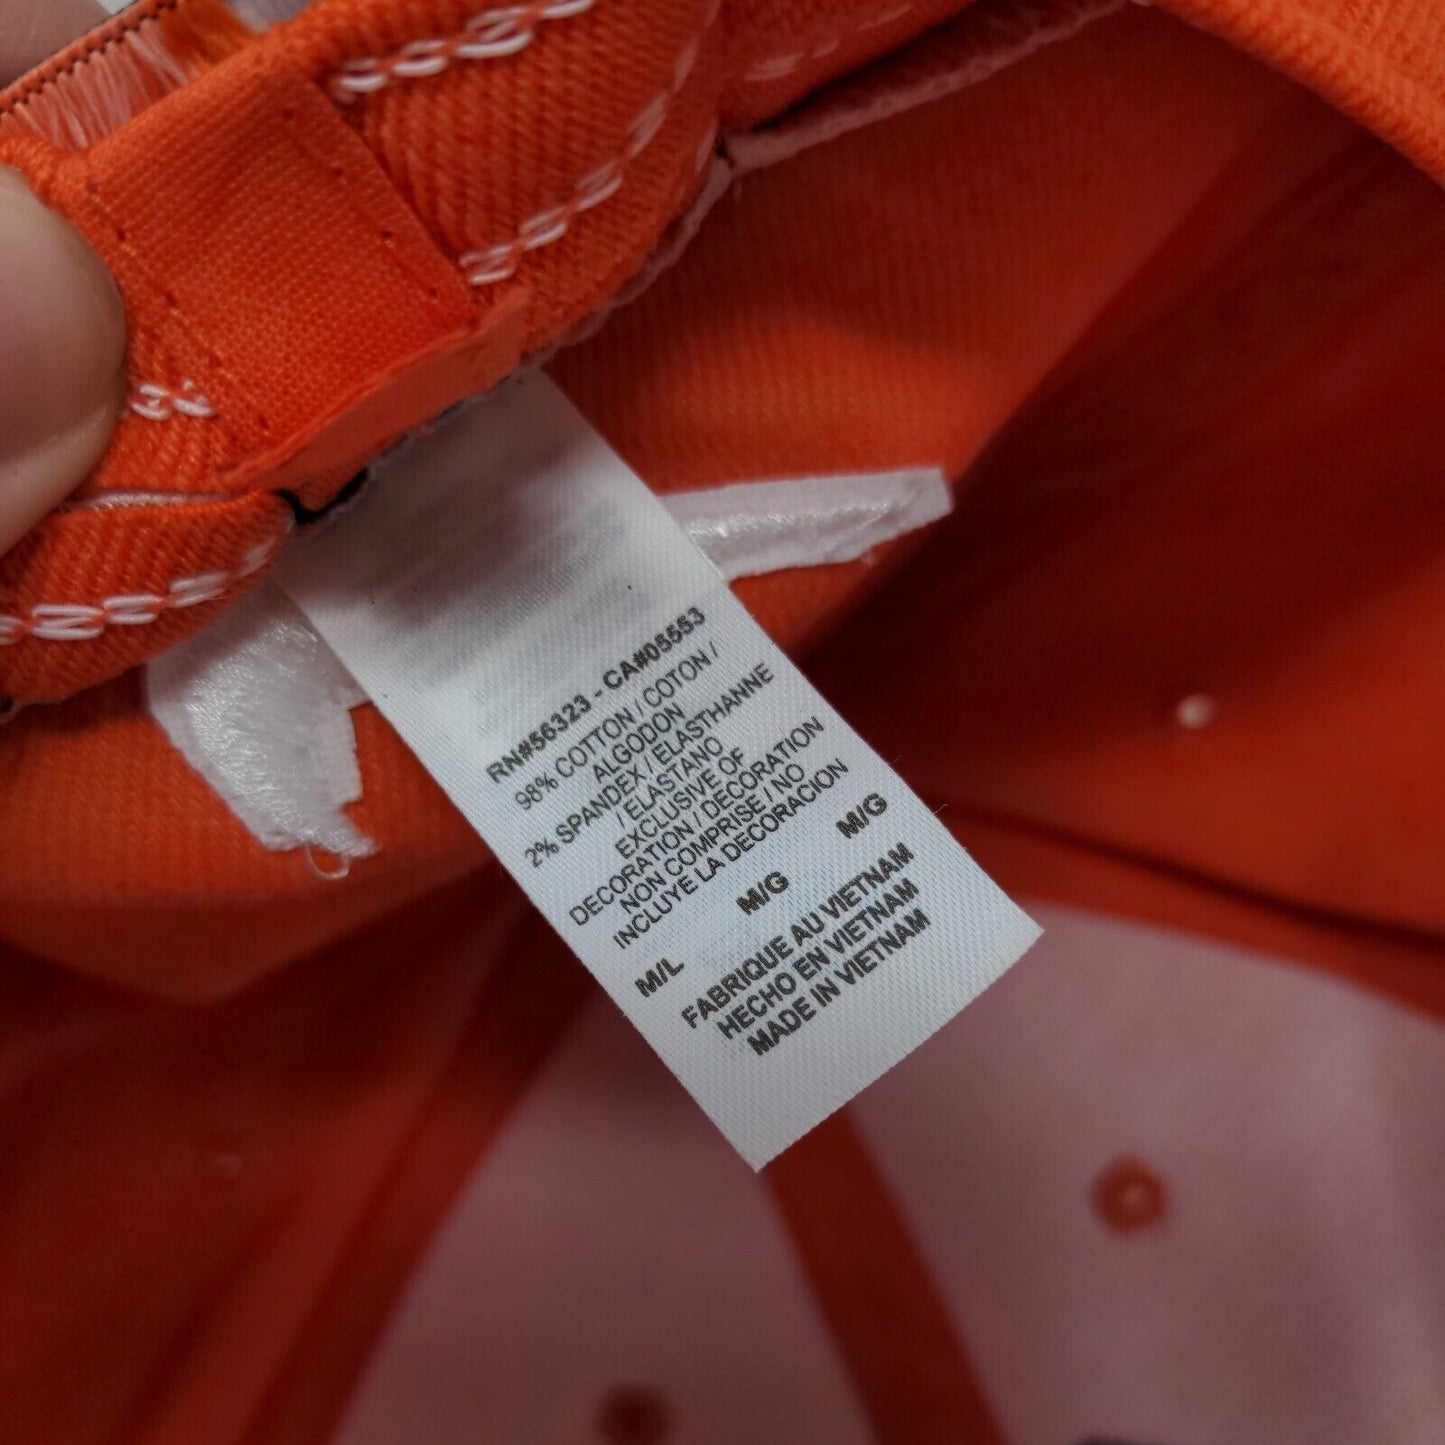 RN#56323 - CA#05553
98% COTTON / COTON /
ALGODON
2% SPANDEX / ELASTHANNE
/ ELASTANO
EXCLUSIVE OF
DECORATION / DÉCORATION
NON COMPRISE / NO
INCLUYE LA DECORACION
M/L M/G M/G
FABRIQUE AU VIETNAM
HECHO EN VIETNAM
MADE IN VIETNAM